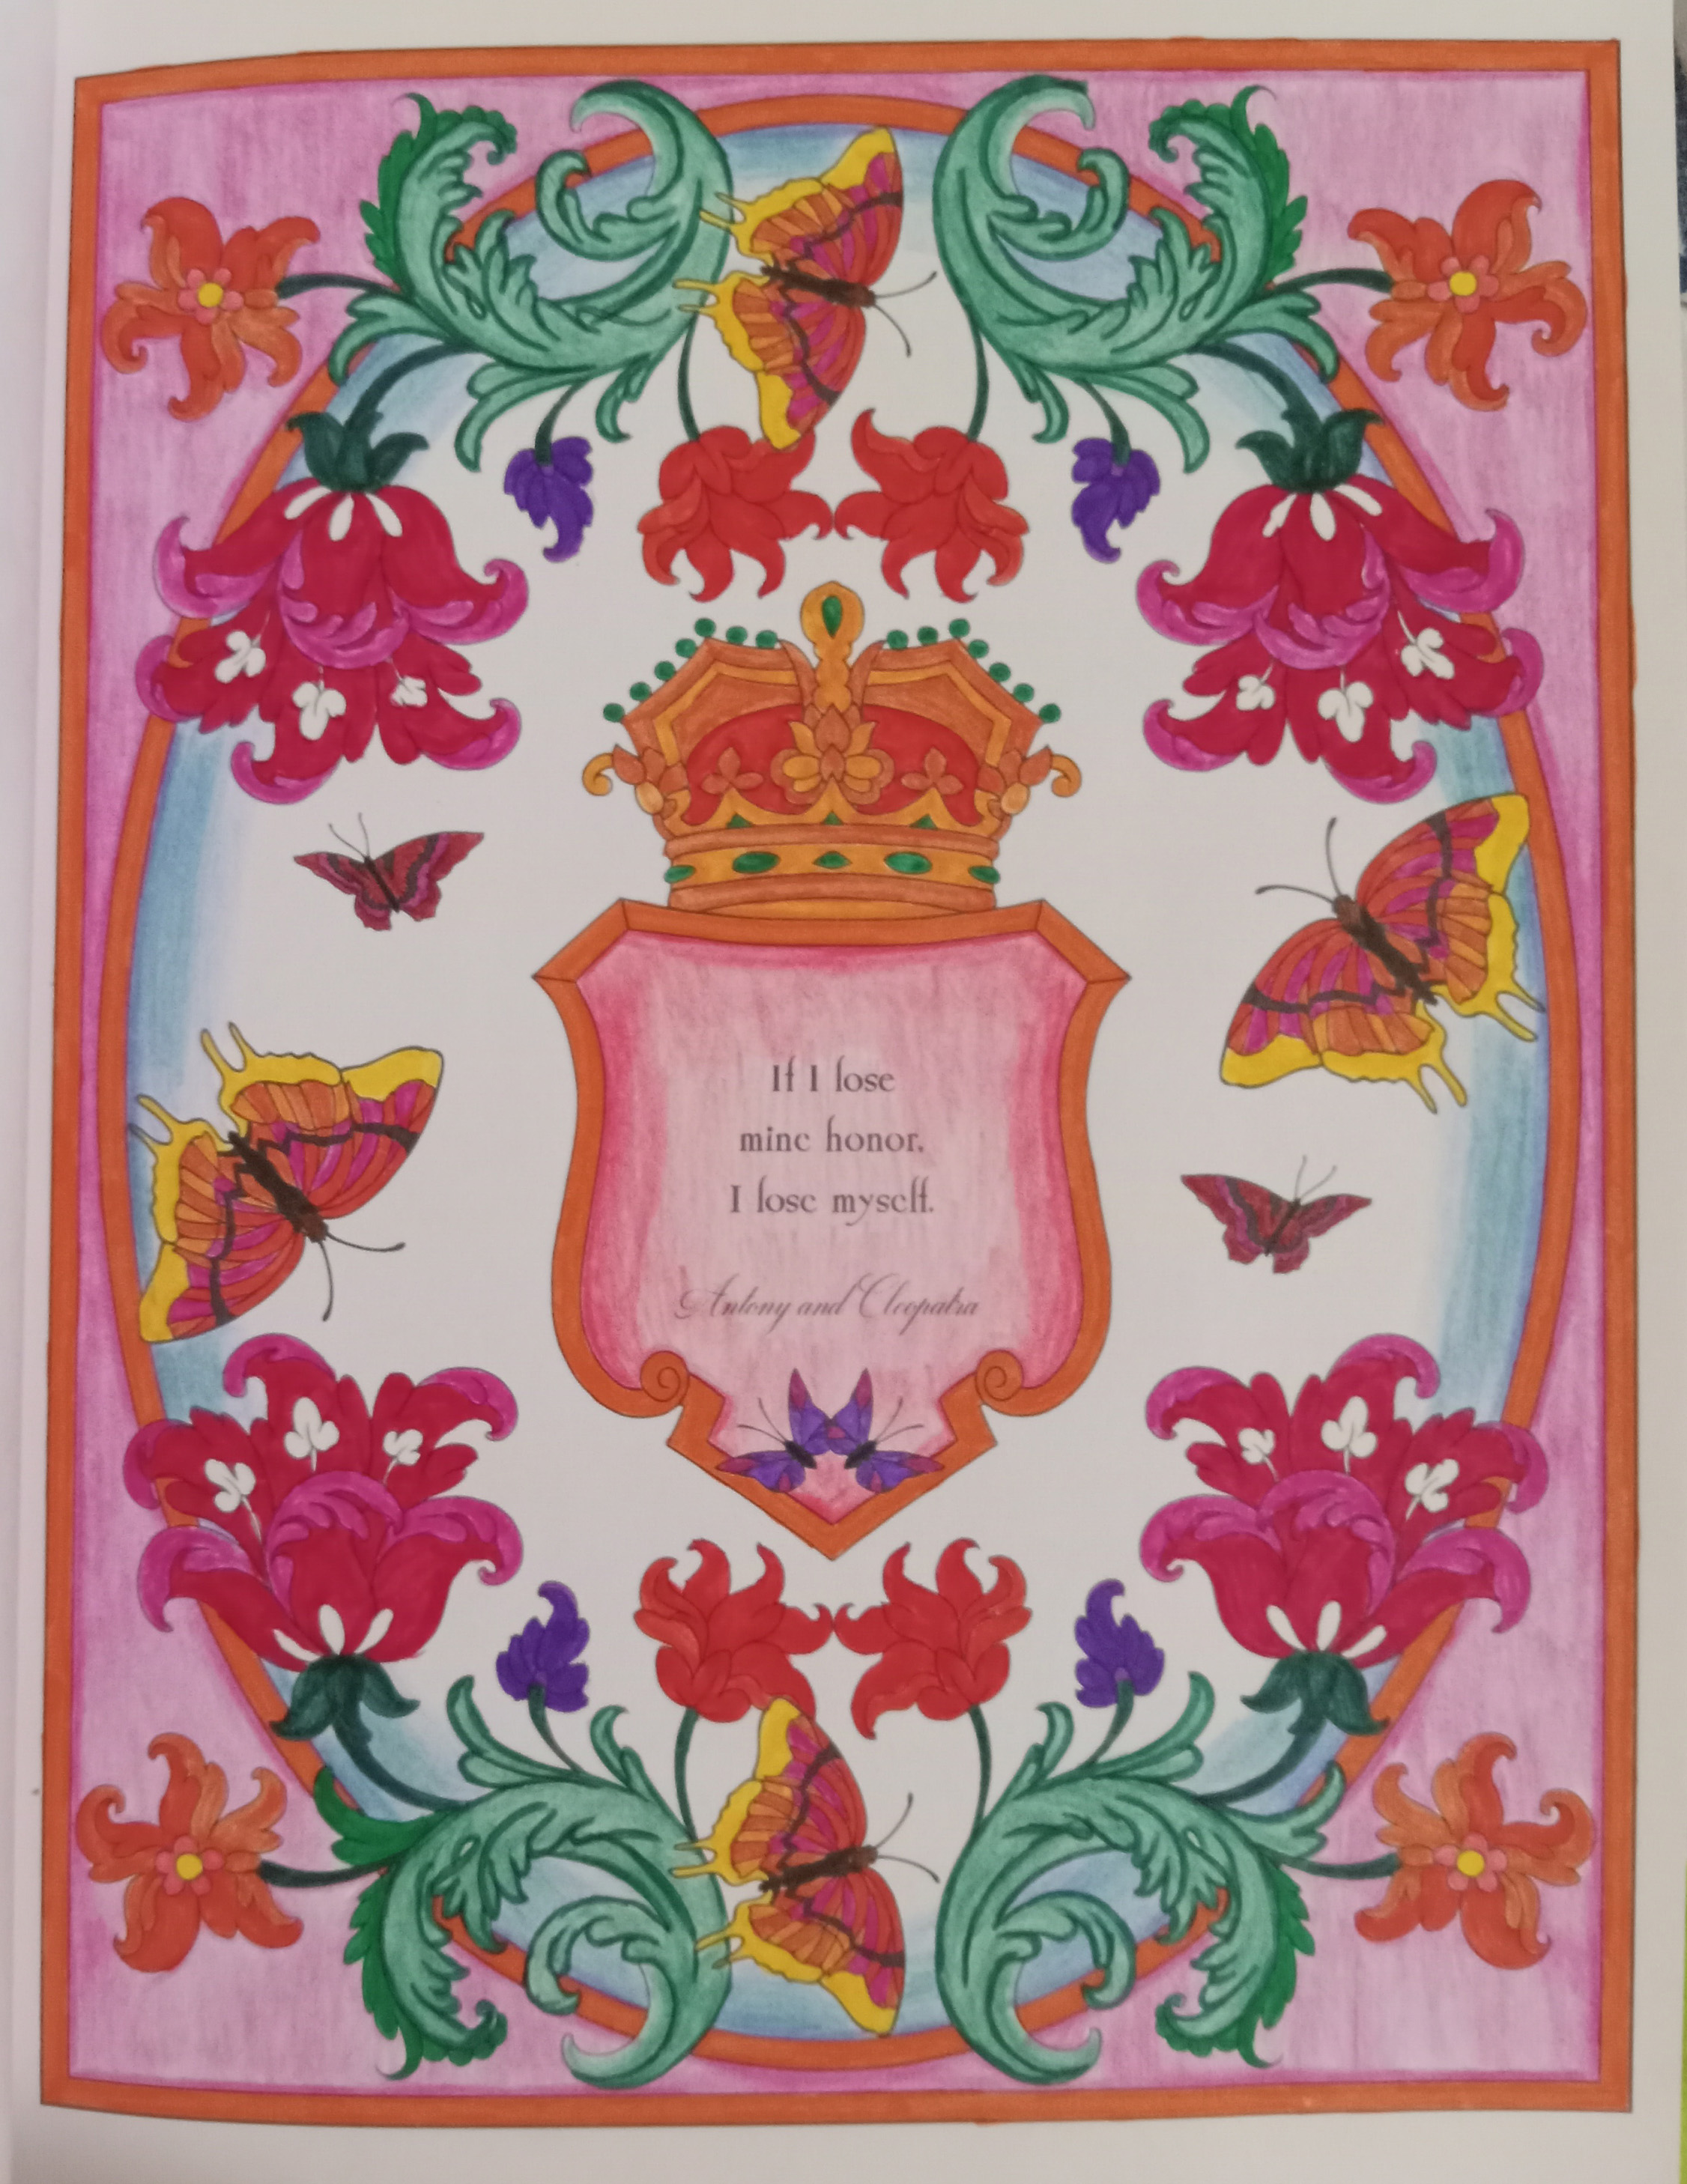 If I lose
mine honor,
I lose myself.
Antony and Cleopatra